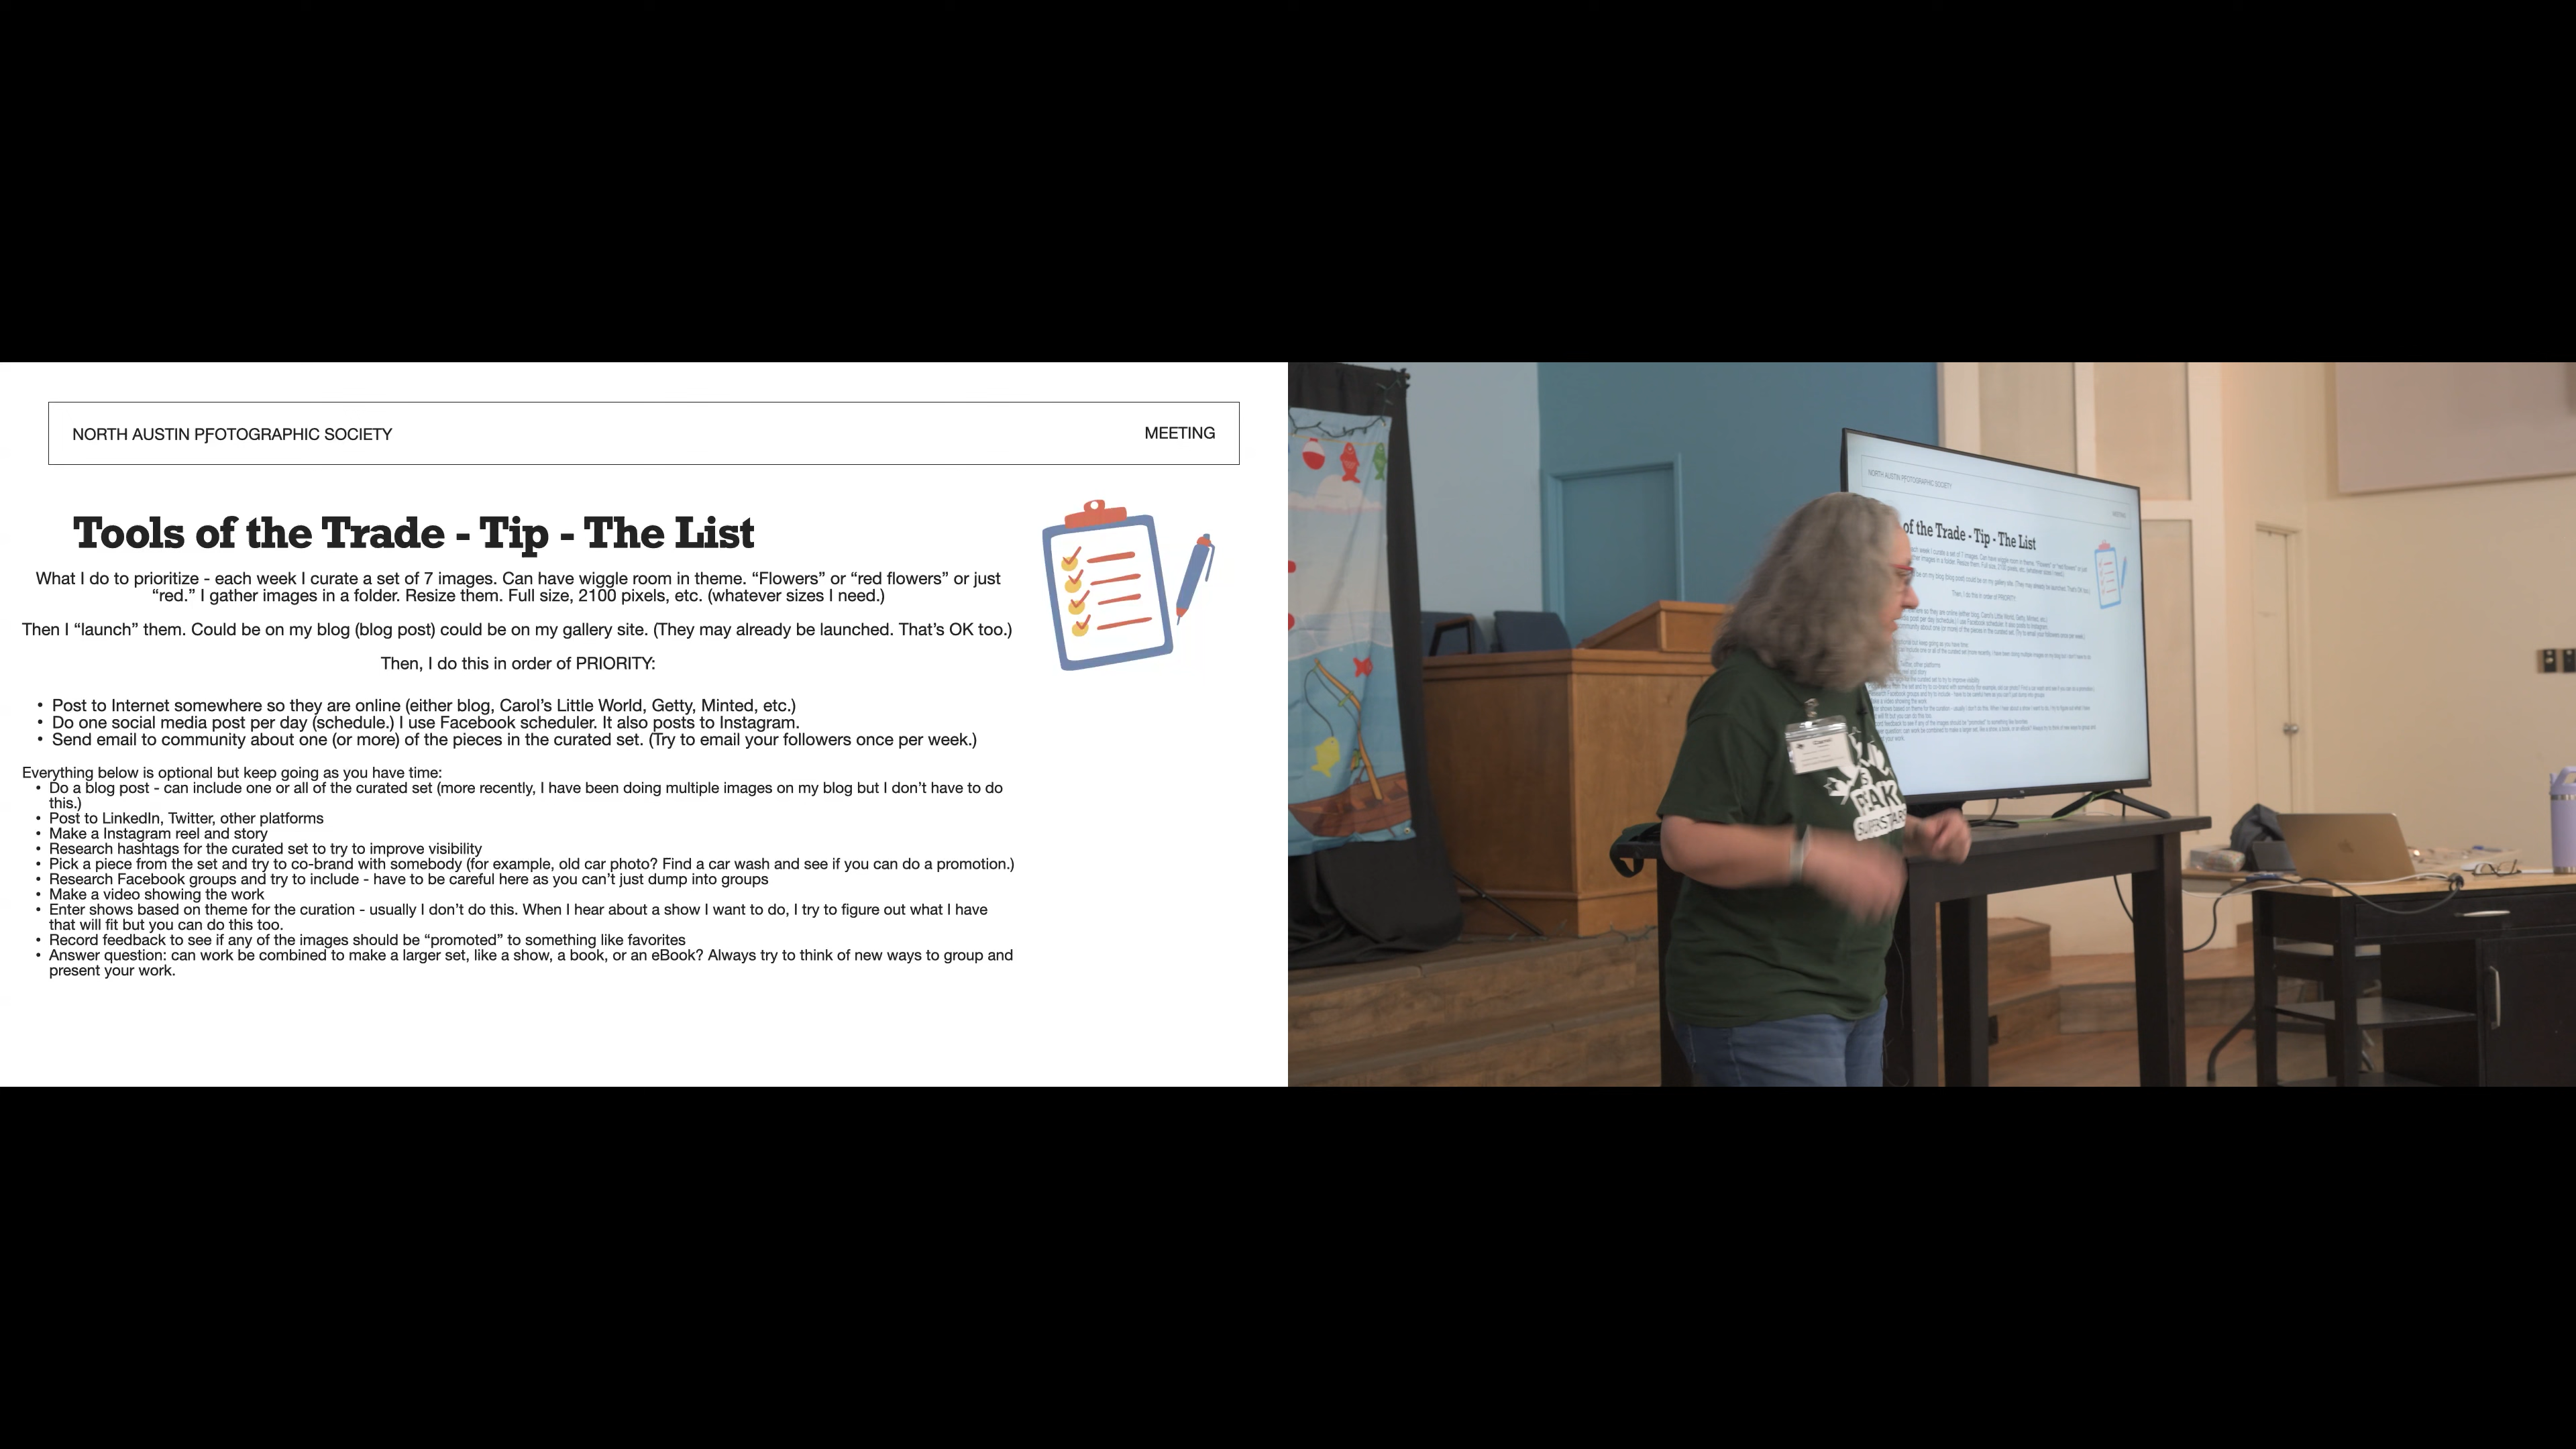 NORTH AUSTIN PFOTOGRAPHIC SOCIETY
MEETING
Tools of the Trade - Tip - The List
What I do to prioritize - each week I curate a set of 7 images. Can have wiggle room in theme. “Flowers” or “red flowers” or just
“red.” I gather images in a folder. Resize them. Full size, 2100 pixels, etc. (whatever sizes I need.)
Then I “launch” them. Could be on my blog (blog post) could be on my gallery site. (They may already be launched. That’s OK too.)
Then, I do this in order of PRIORITY:
• Post to Internet somewhere so they are online (either blog, Carol’s Little World, Getty, Minted, etc.)
• Do one social media post per day (schedule.) I use Facebook scheduler. It also posts to Instagram.
• Send email to community about one (or more) of the pieces in the curated set. (Try to email your followers once per week.)
Everything below is optional but keep going as you have time:
• Do a blog post - can include one or all of the curated set (more recently, I have been doing multiple images on my blog but I don’t have to do
this.)
• Post to LinkedIn, Twitter, other platforms
• Make a Instagram reel and story
• Research hashtags for the curated set to try to improve visibility
• Pick a piece from the set and try to co-brand with somebody (for example, old car photo? Find a car wash and see if you can do a promotion.)
• Research Facebook groups and try to include - have to be careful here as you can’t just dump into groups
• Make a video showing the work
• Enter shows based on theme for the curation - usually I don’t do this. When I hear about a show I want to do, I try to figure out what I have
that will fit but you can do this too.
• Record feedback to see if any of the images should be “promoted” to something like favorites
• Answer question: can work be combined to make a larger set, like a show, a book, or an eBook? Always try to think of new ways to group and
present your work.
NORTH AUSTIN PFOTOGRAPHIC SOCIETY
MEETING
of the Trade - Tip - The List
Then, I do this in order of PRIORITY: